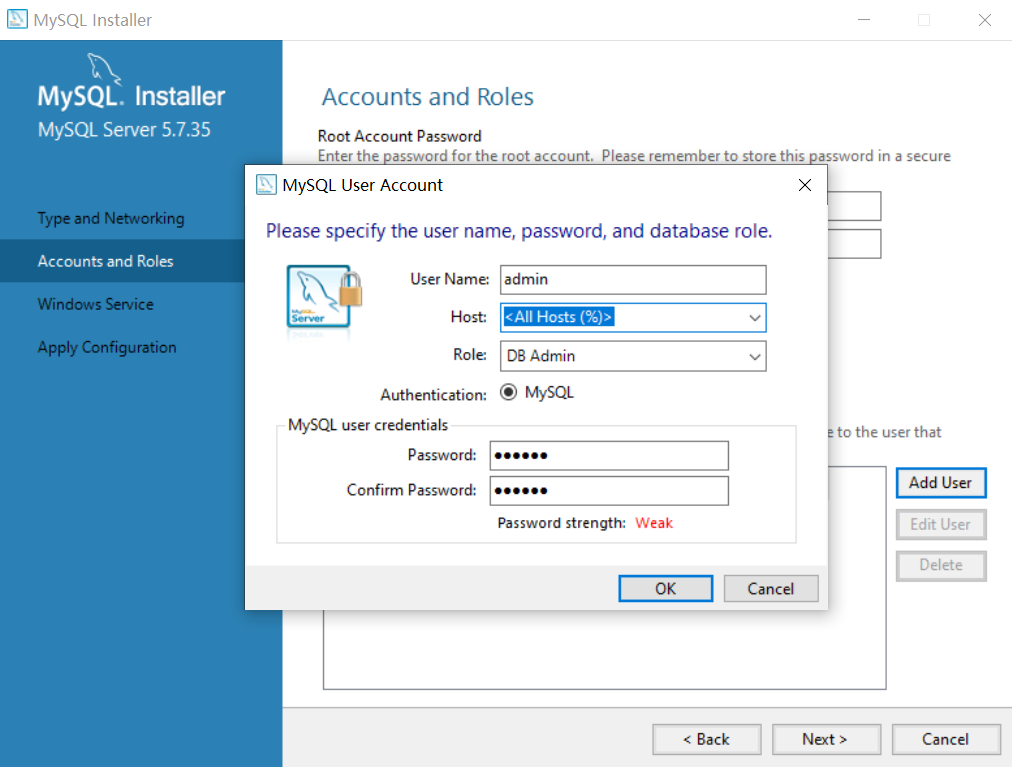 MySQL Installer
MySQL. Installer
MySQL Server 5.7.35
Type and Networking
Accounts and Roles
Windows Service
Apply Configuration
Accounts and Roles
Root Account Password
Enter the password for the root account. Please remember to store this password in a secure
MySQL User Account
Please specify the user name, password, and database role.
MySQL
Server
User Name: admin
Host: <All Hosts (%)>
Role: DB Admin
Authentication: MySQL
MySQL user credentials
Password: ●●●●●●
Confirm Password: ●●●●●●
Password strength: Weak
OK Cancel
to the user that
Add User
Edit User
Delete
< Back Next > Cancel